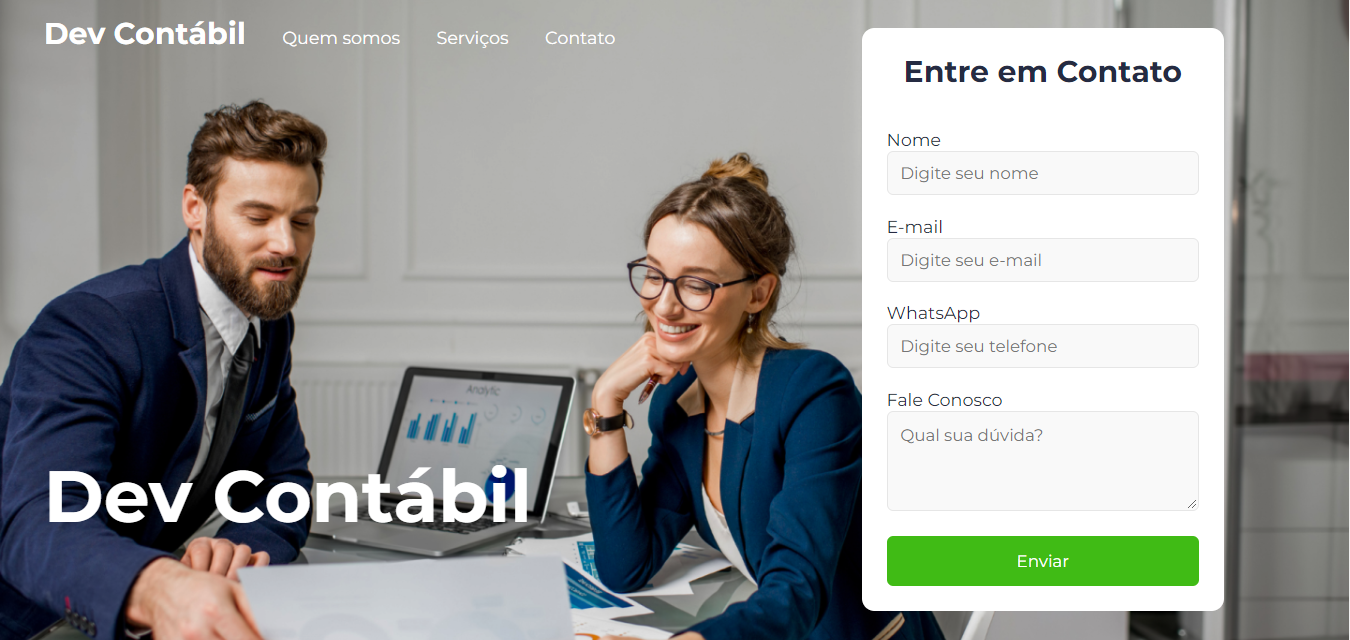 Dev Contábil
Quem somos
Serviços
Contato
Entre em Contato
Nome
Digite seu nome
E-mail
Digite seu e-mail
WhatsApp
Digite seu telefone
Fale Conosco
Qual sua dúvida?
Enviar
Analytic
Dev Contábil